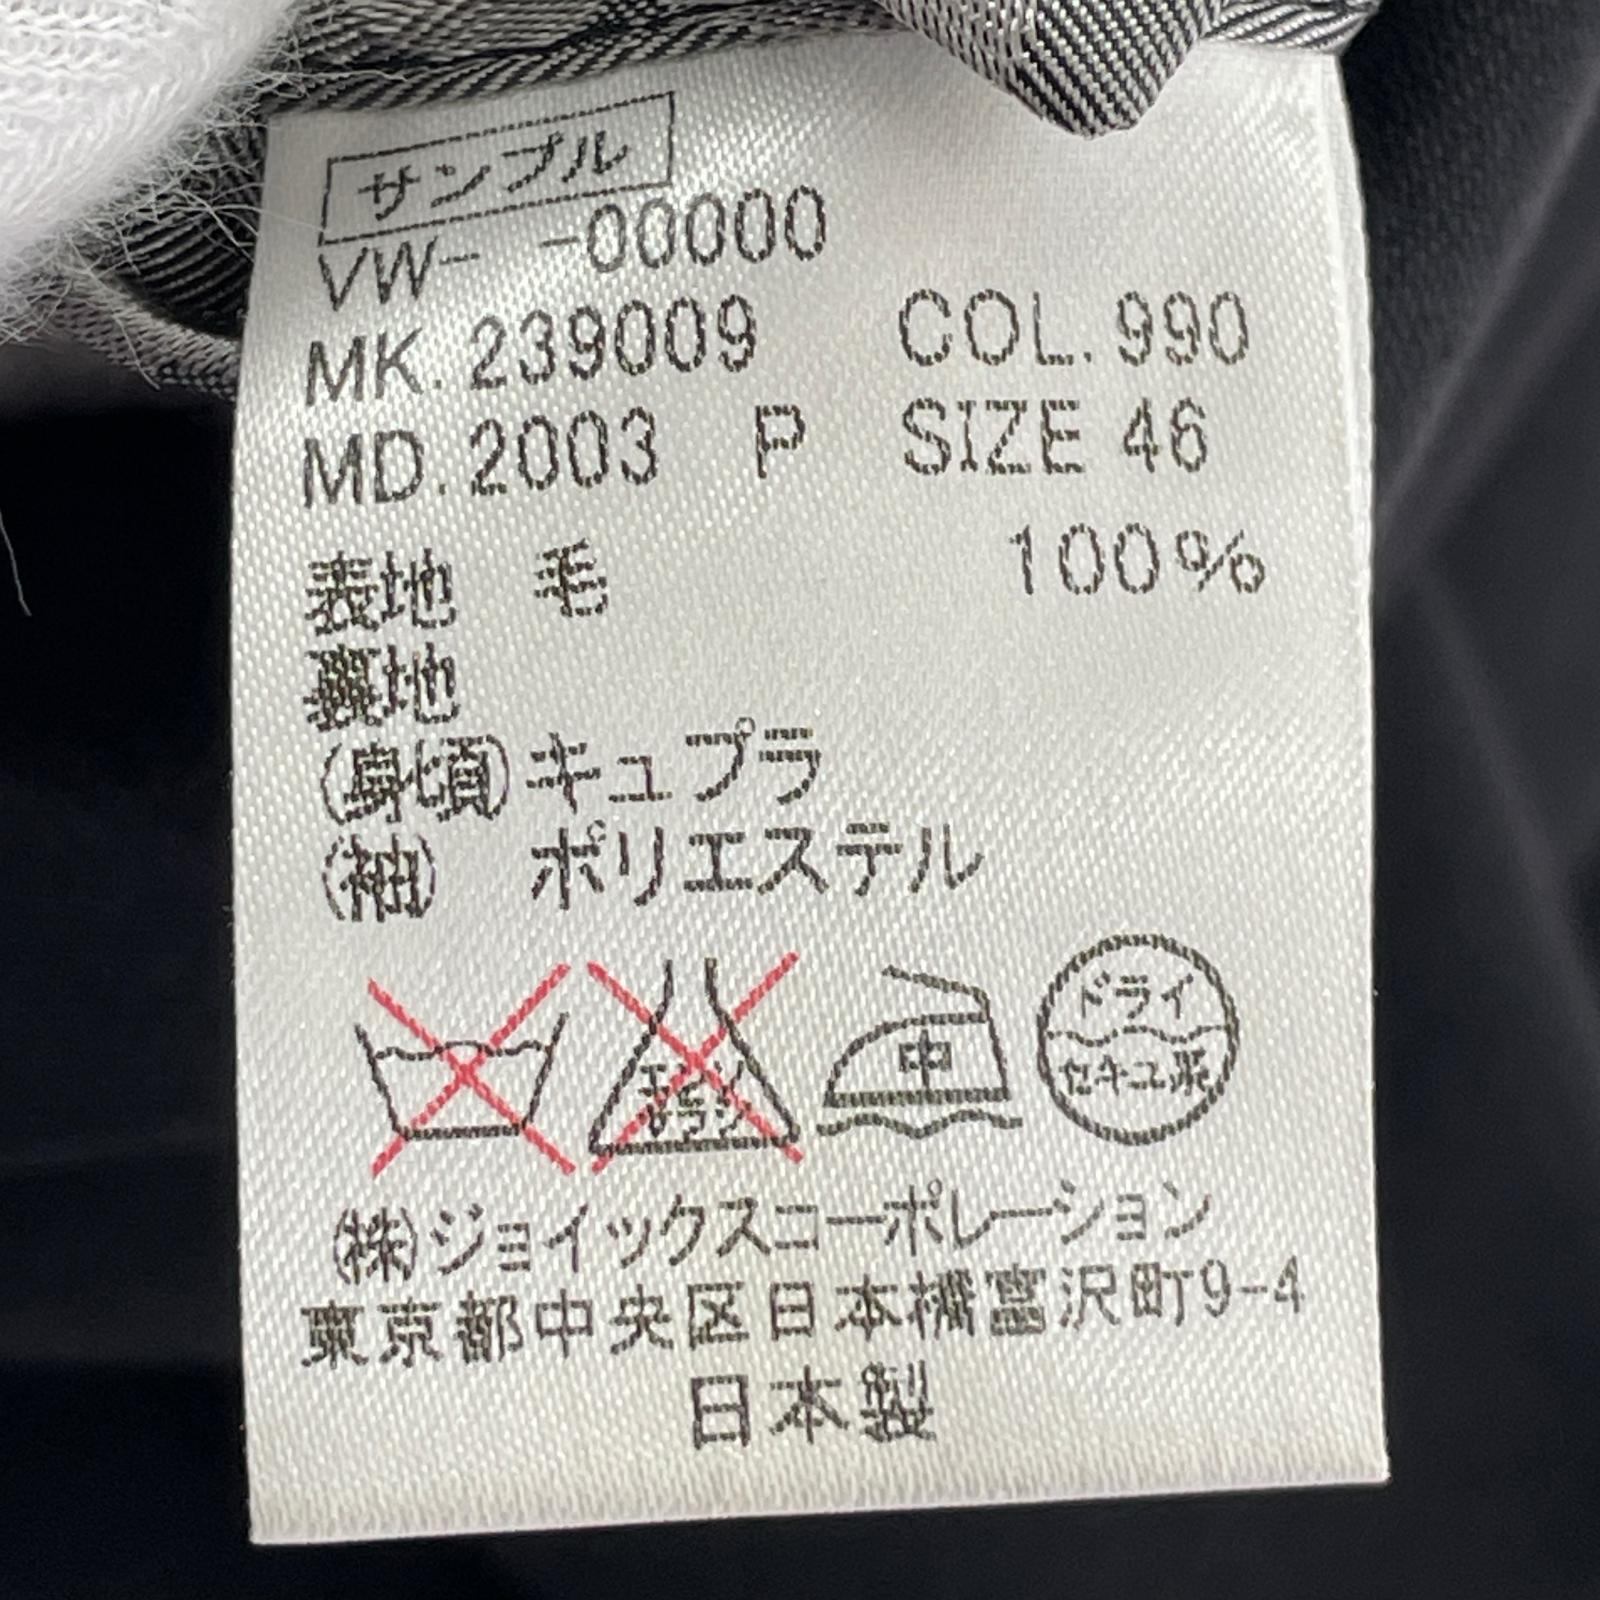 サンプル
VW- -00000
MK. 239009 COL. 990
MD. 2003 P SIZE 46
表地 毛 100%
裏地
(身頃) キュプラ
(袖) ポリエステル
エンソ
サラシ
中
ドライ
セキユ系
(株)ジョイックスコーポレーション
東京都中央区日本橋富沢町9-4
日本製